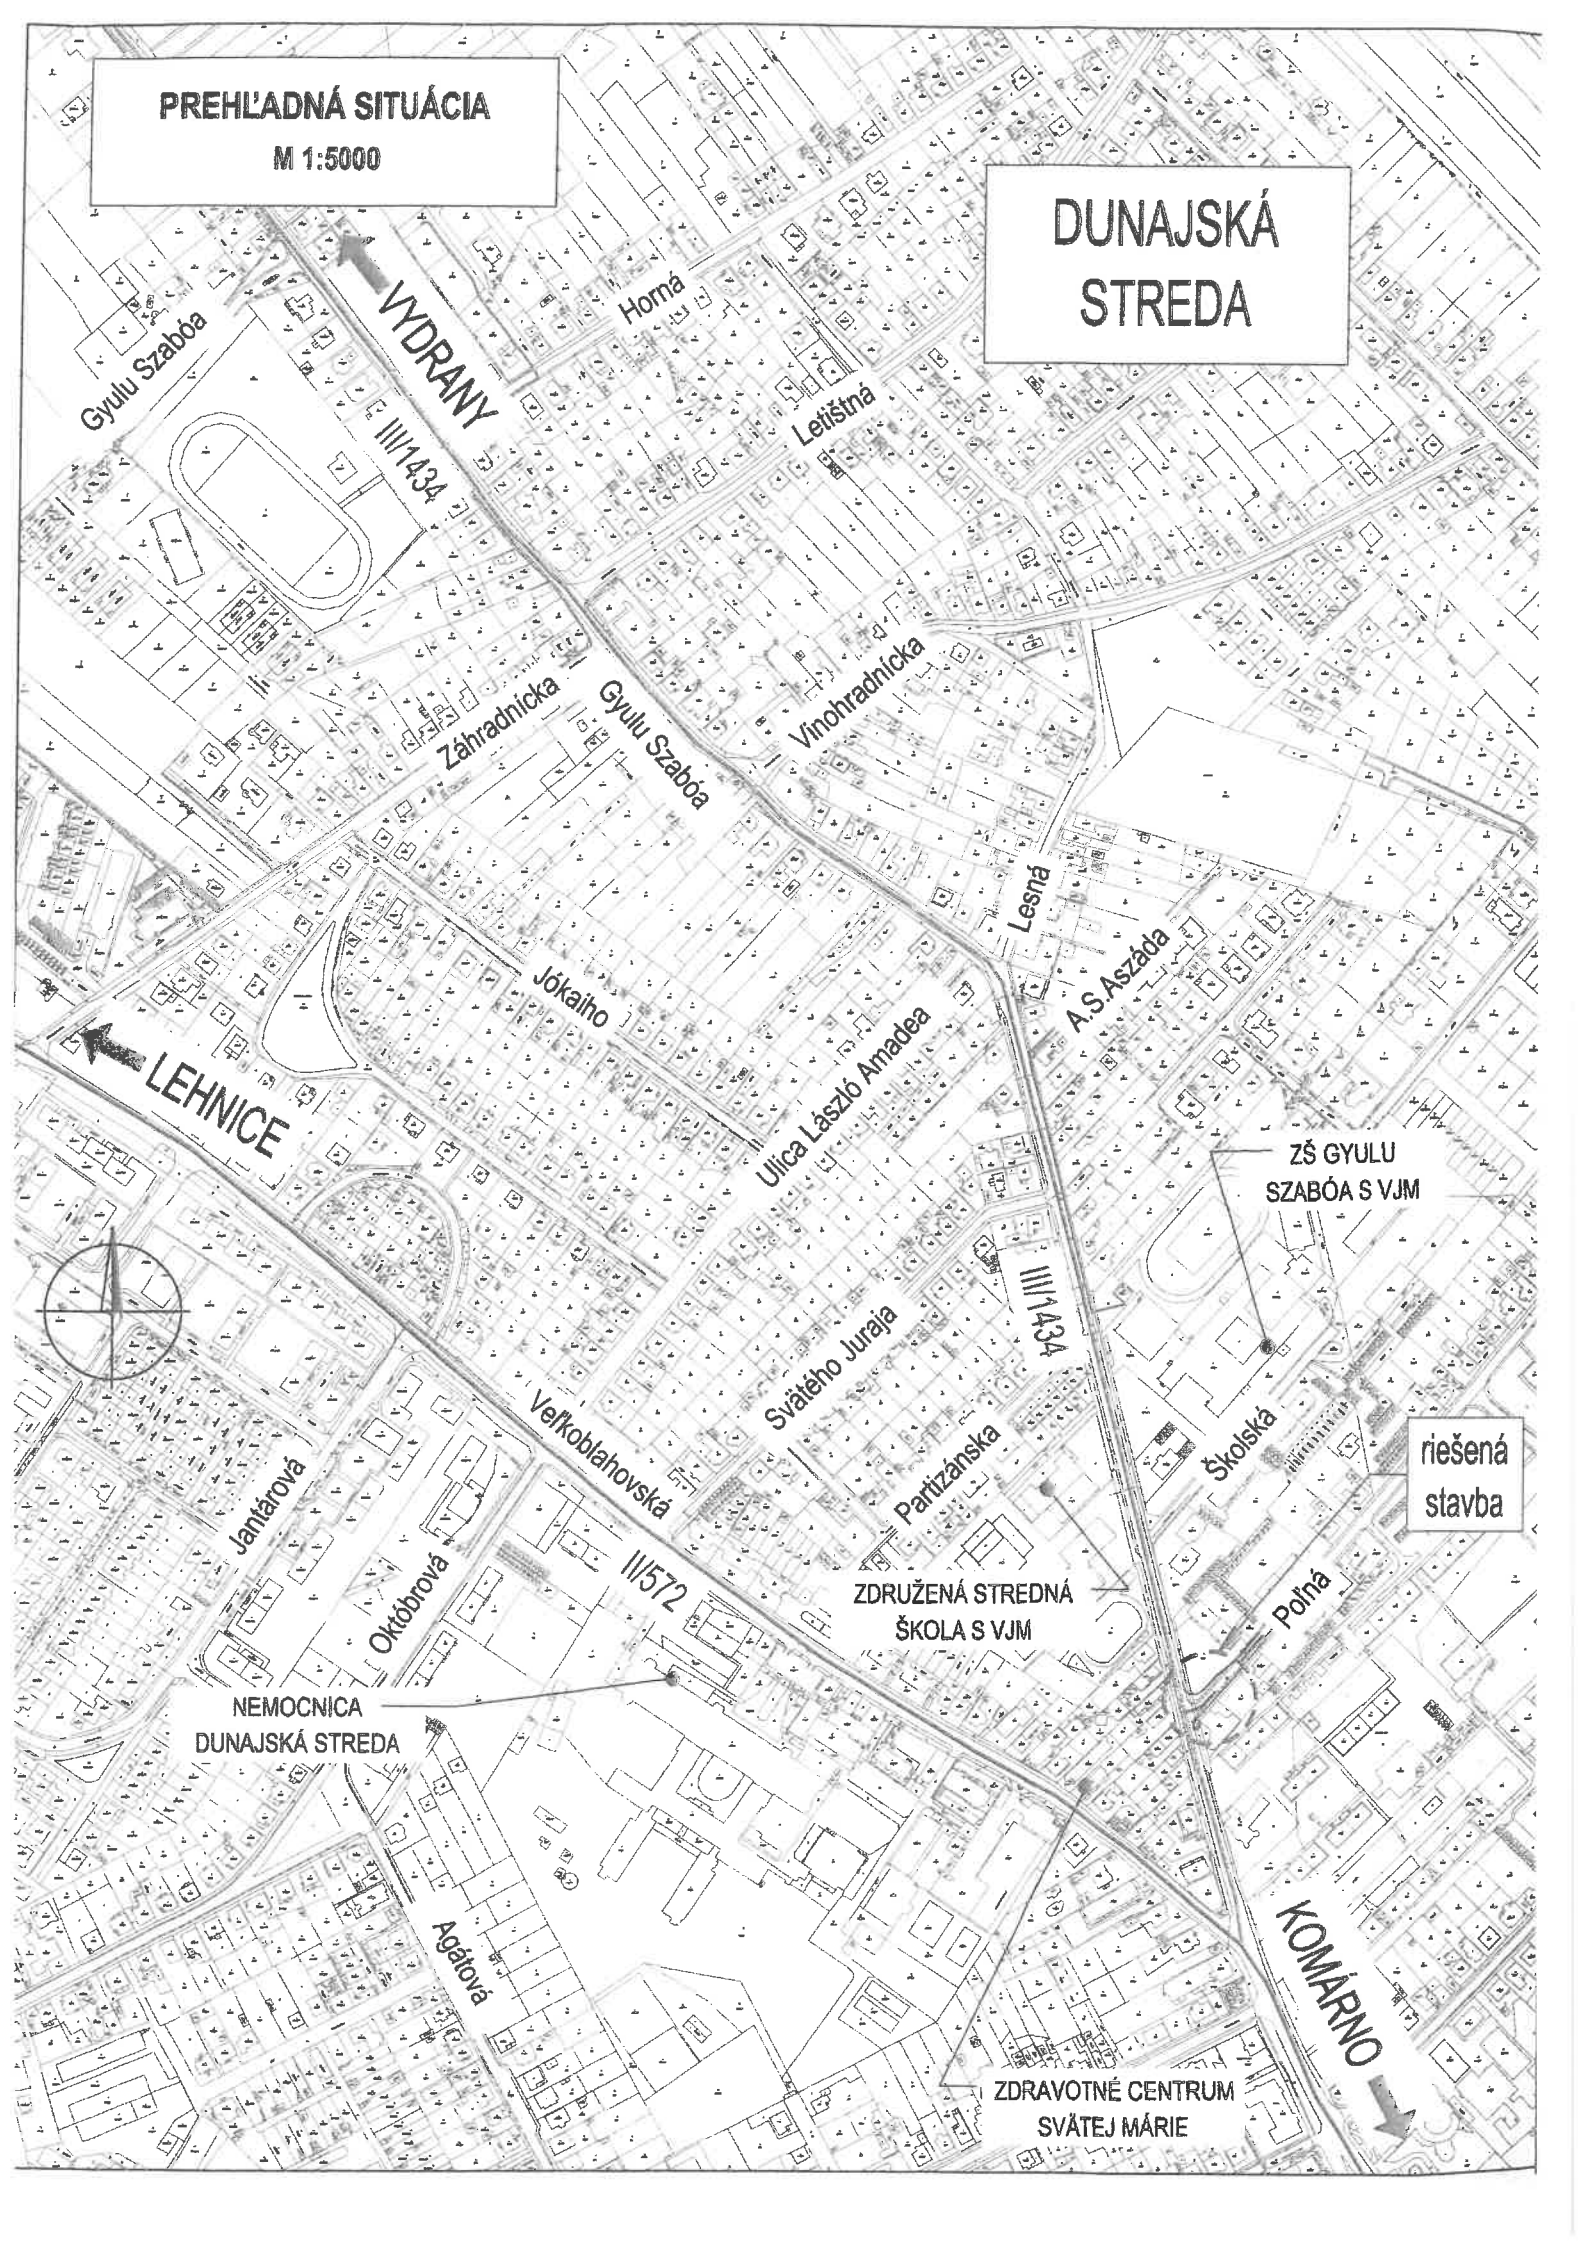 PREHĽADNÁ SITUÁCIA
M 1:5000
DUNAJSKÁ
STREDA
VYDRANY
Horná
Gyulu Szabóa
III/1434
Letištná
Záhradnícka
Gyulu Szabóa
Vinohradnícka
Lesná
A.S.Aszáda
Jókaiho
Ulica László Amadea
LEHNICE
ZŠ GYULU
SZABÓA S VJM
III/1434
Svätého Juraja
Veľkoblahovská
Partizánska
Školská
riešená
stavba
Jantárová
Októbrová
II/572
ZDRUŽENÁ STREDNÁ
ŠKOLA S VJM
Poľná
NEMOCNICA
DUNAJSKÁ STREDA
Agátová
KOMÁRNO
ZDRAVOTNÉ CENTRUM
SVÄTEJ MÁRIE